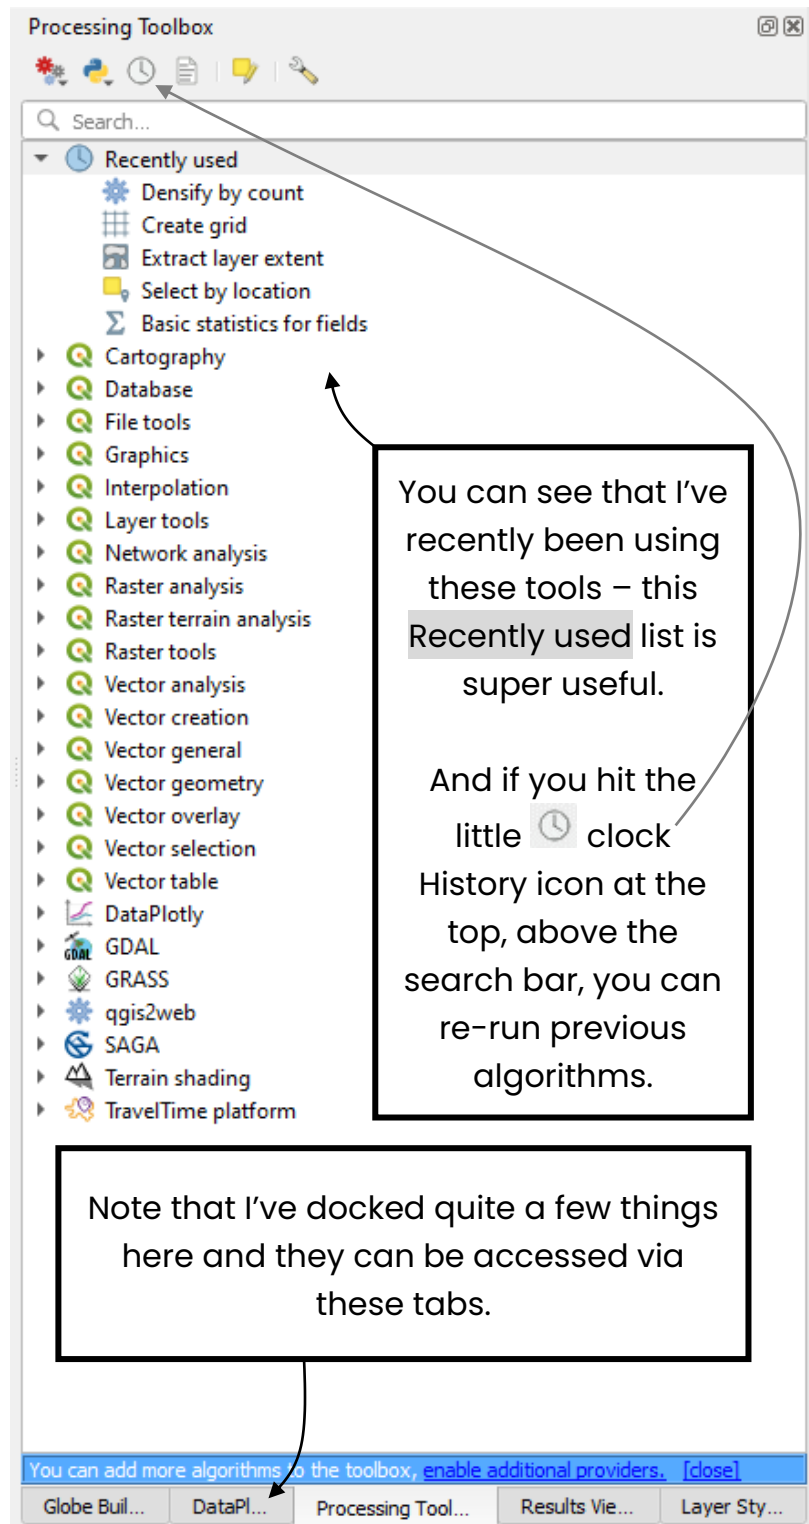 Processing Toolbox
Search...
Recently used
Densify by count
Create grid
Extract layer extent
Select by location
Basic statistics for fields
Cartography
Database
File tools
Graphics
Interpolation
Layer tools
Network analysis
Raster analysis
Raster terrain analysis
Raster tools
Vector analysis
Vector creation
Vector general
Vector geometry
Vector overlay
Vector selection
Vector table
DataPlotly
GDAL
GDAL
GRASS
qgis2web
SAGA
Terrain shading
TravelTime platform
You can see that I’ve
recently been using
these tools – this
Recently used list is
super useful.
And if you hit the
little clock
History icon at the
top, above the
search bar, you can
re-run previous
algorithms.
Note that I’ve docked quite a few things
here and they can be accessed via
these tabs.
You can add more algorithms to the toolbox, enable additional providers. [close]
Globe Buil... DataPl... Processing Tool... Results Vie... Layer Sty...